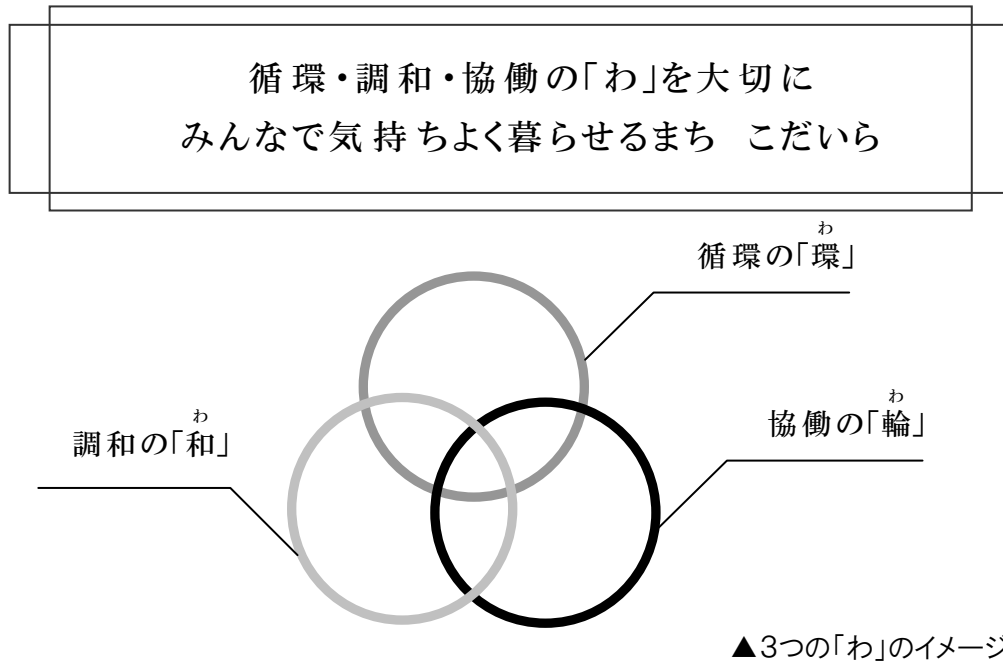 循環・調和・協働の「わ」を大切に
みんなで気持ちよく暮らせるまち　こだいら
わ
循環の「環」
わ
調和の「和」
わ
協働の「輪」
▲3つの「わ」のイメージ